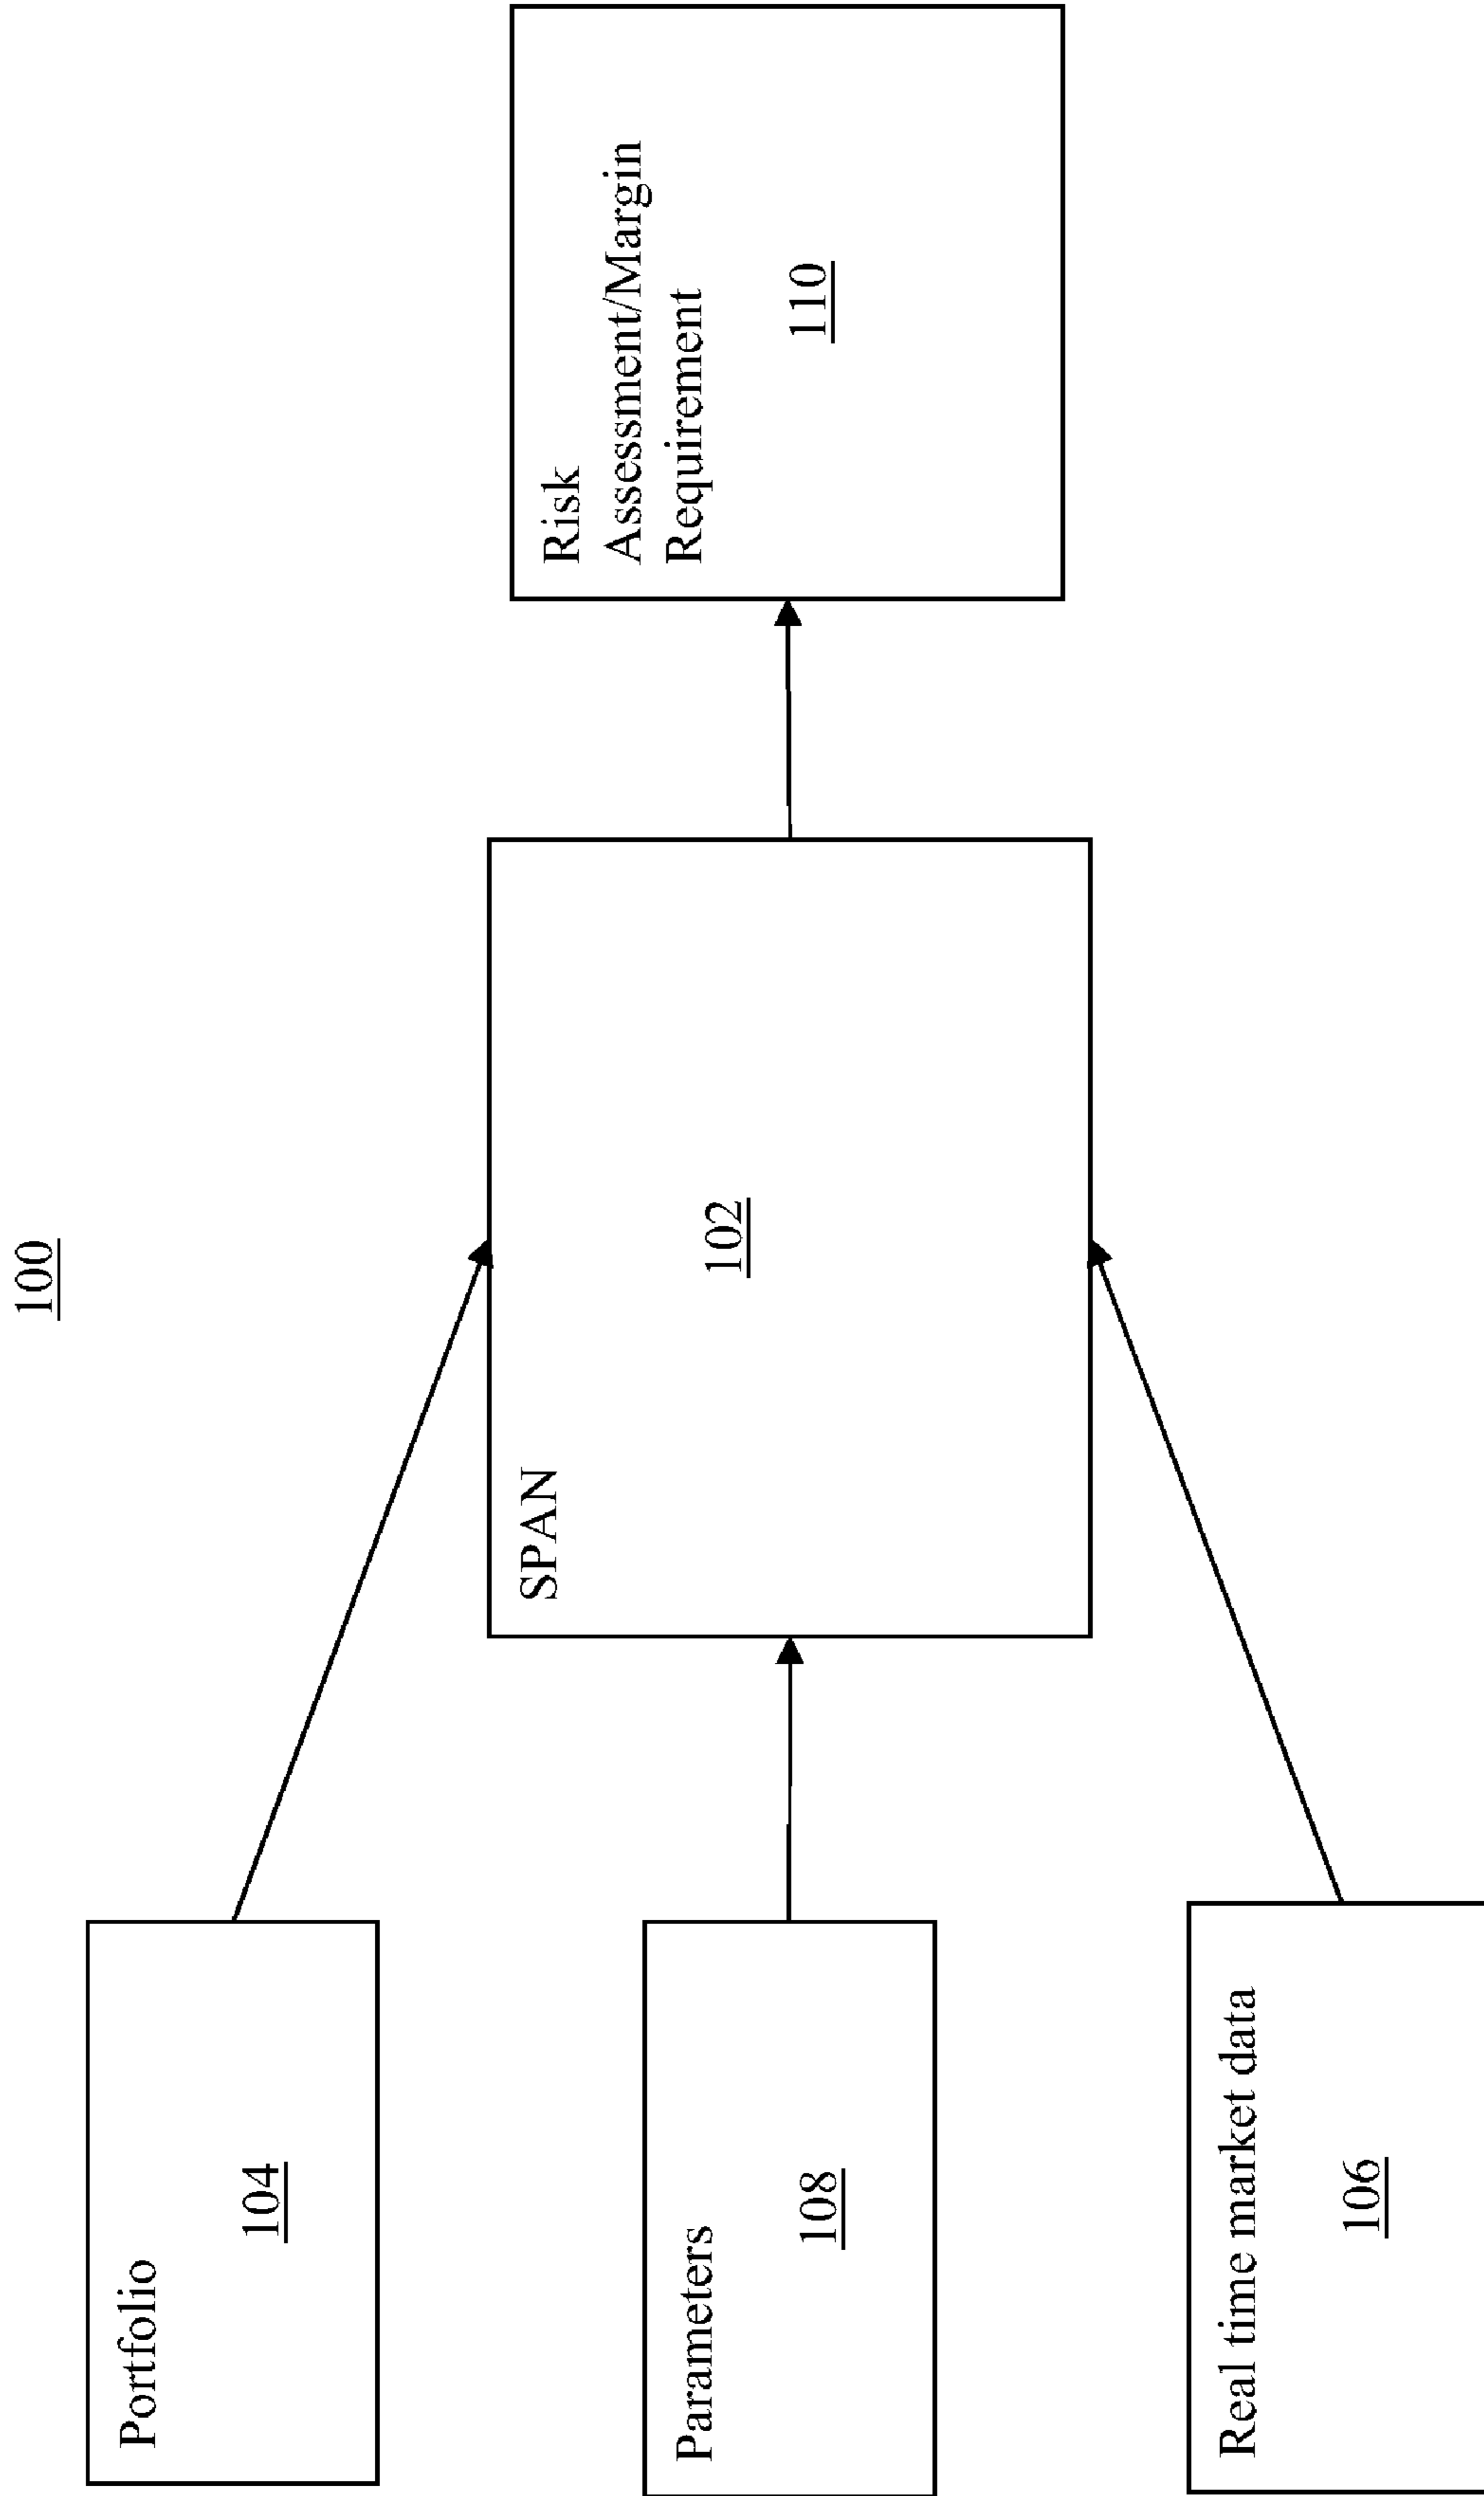 100
Portfolio
104
Parameters
108
Real time market data
106
SPAN
102
Risk
Assessment/Margin
Requirement
110